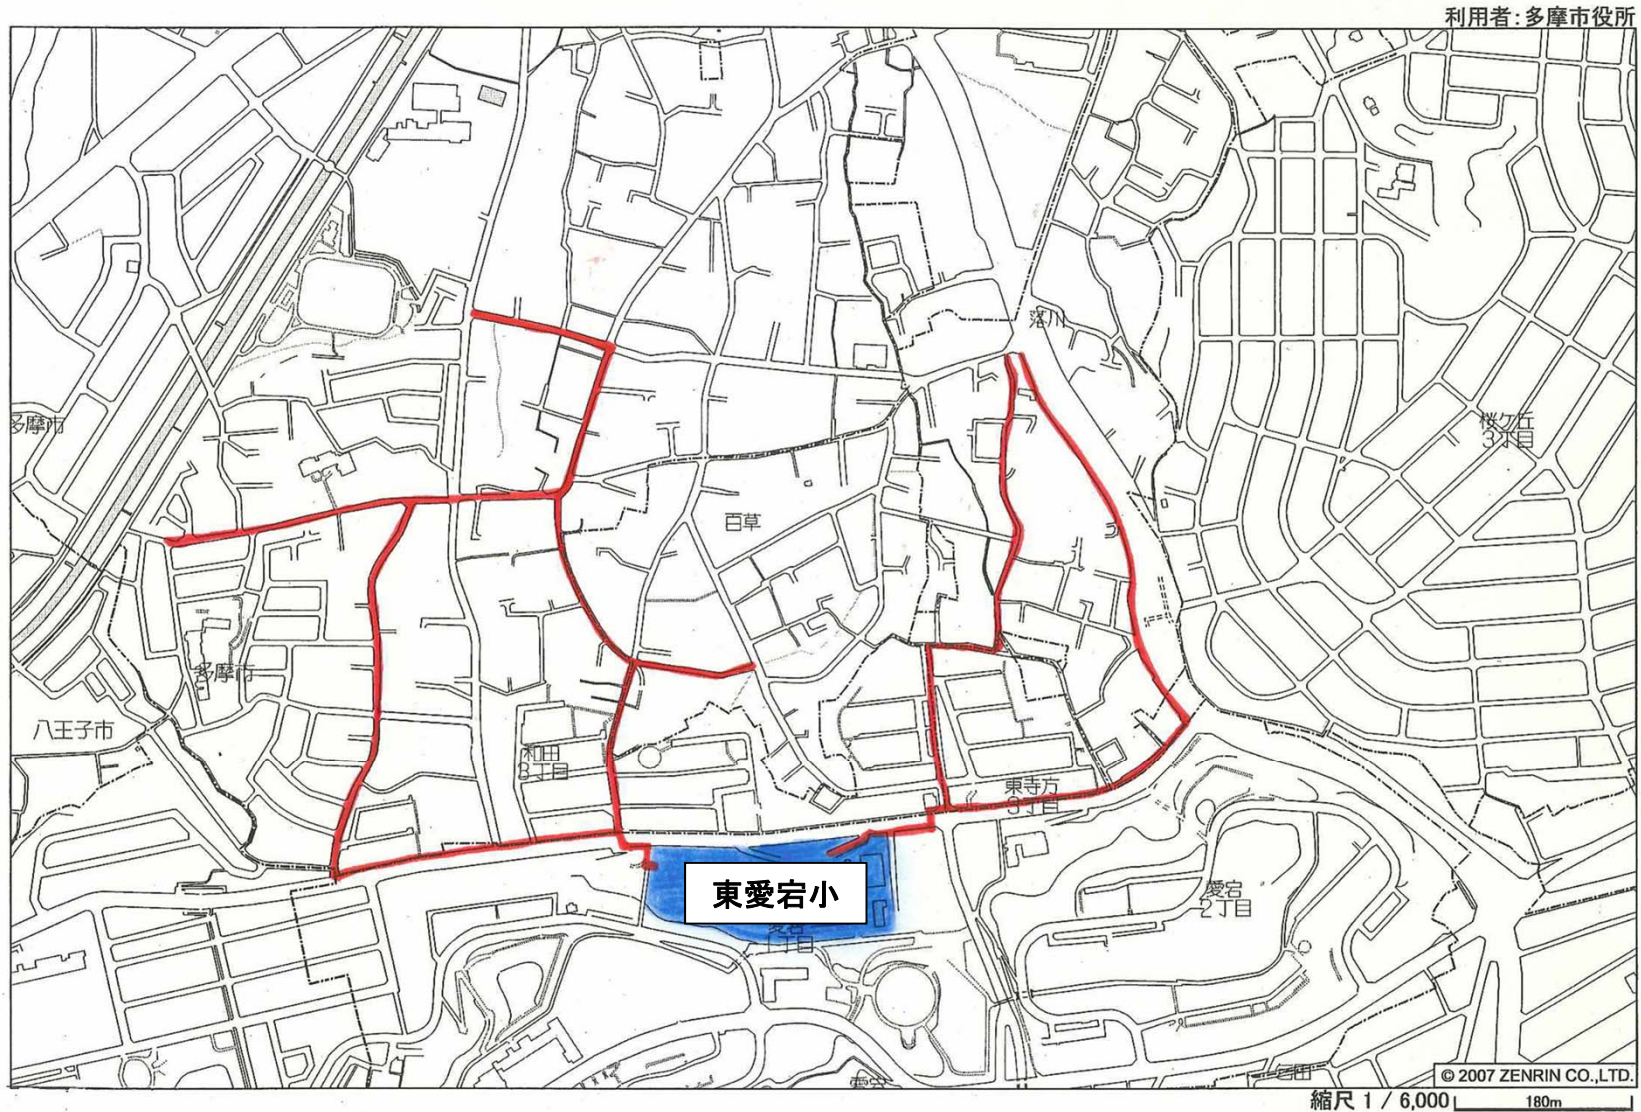 利用者:多摩市役所
落川
多摩市
桜ケ丘
3丁目
百草
多摩市
八王子市
和田
3丁目
東寺方
3丁目
東愛宕小
愛宕
2丁目
愛宕
1丁目
© 2007 ZENRIN CO.,LTD.
縮尺 1 / 6,000
180m